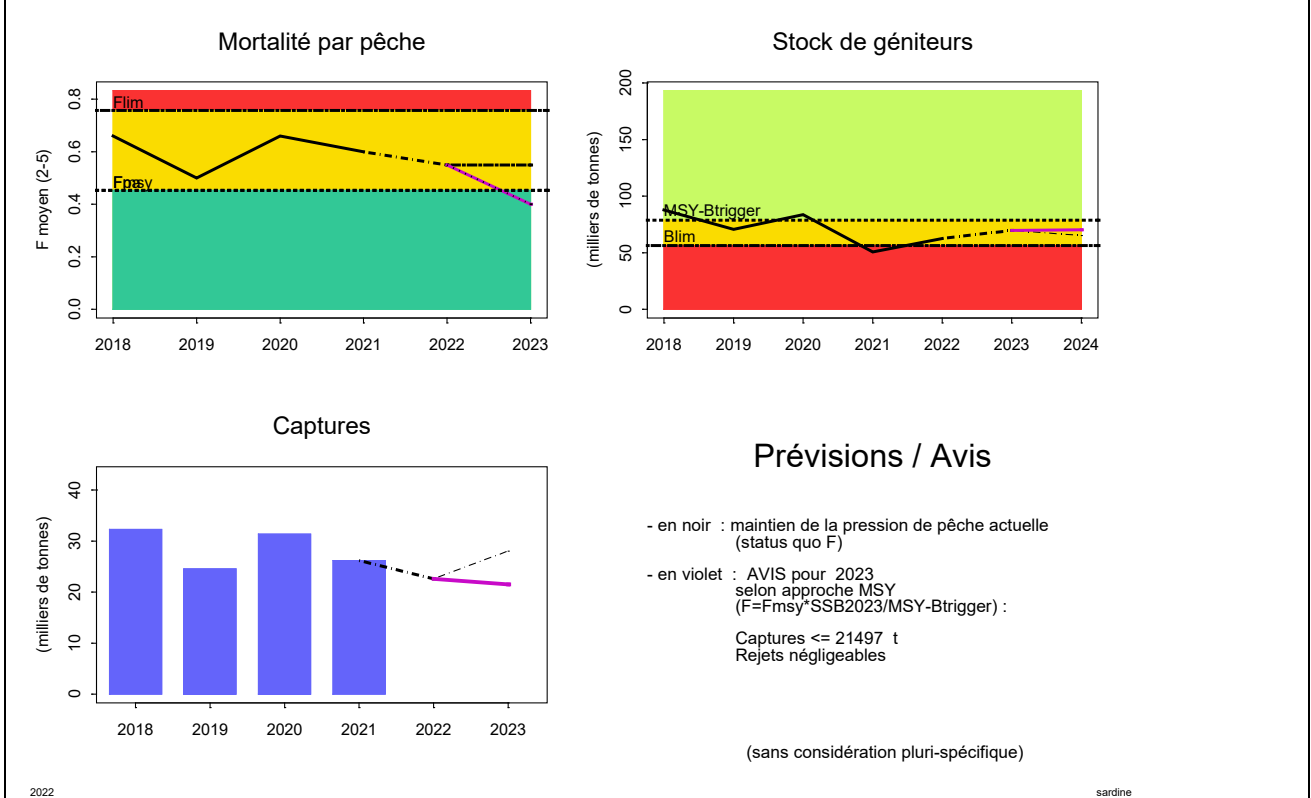 Mortalité par pêche
F moyen (2-5)
0.8
0.6
0.4
0.2
0.0
Flim
Fmsy
Fpa
2018 2019 2020 2021 2022 2023
Stock de géniteurs
(milliers de tonnes)
200
150
100
50
0
MSY-Btrigger
Blim
2018 2019 2020 2021 2022 2023 2024
Captures
(milliers de tonnes)
40
30
20
10
0
2018 2019 2020 2021 2022 2023
Prévisions / Avis
- en noir : maintien de la pression de pêche actuelle
(status quo F)
- en violet : AVIS pour 2023
selon approche MSY
(F=Fmsy*SSB2023/MSY-Btrigger) :
Captures <= 21497 t
Rejets négligeables
(sans considération pluri-spécifique)
2022
sardine